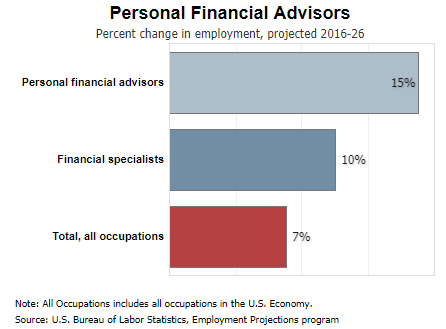 Personal Financial Advisors
Percent change in employment, projected 2016-26
Personal financial advisors
15%
Financial specialists
10%
Total, all occupations
7%
Note: All Occupations includes all occupations in the U.S. Economy.
Source: U.S. Bureau of Labor Statistics, Employment Projections program